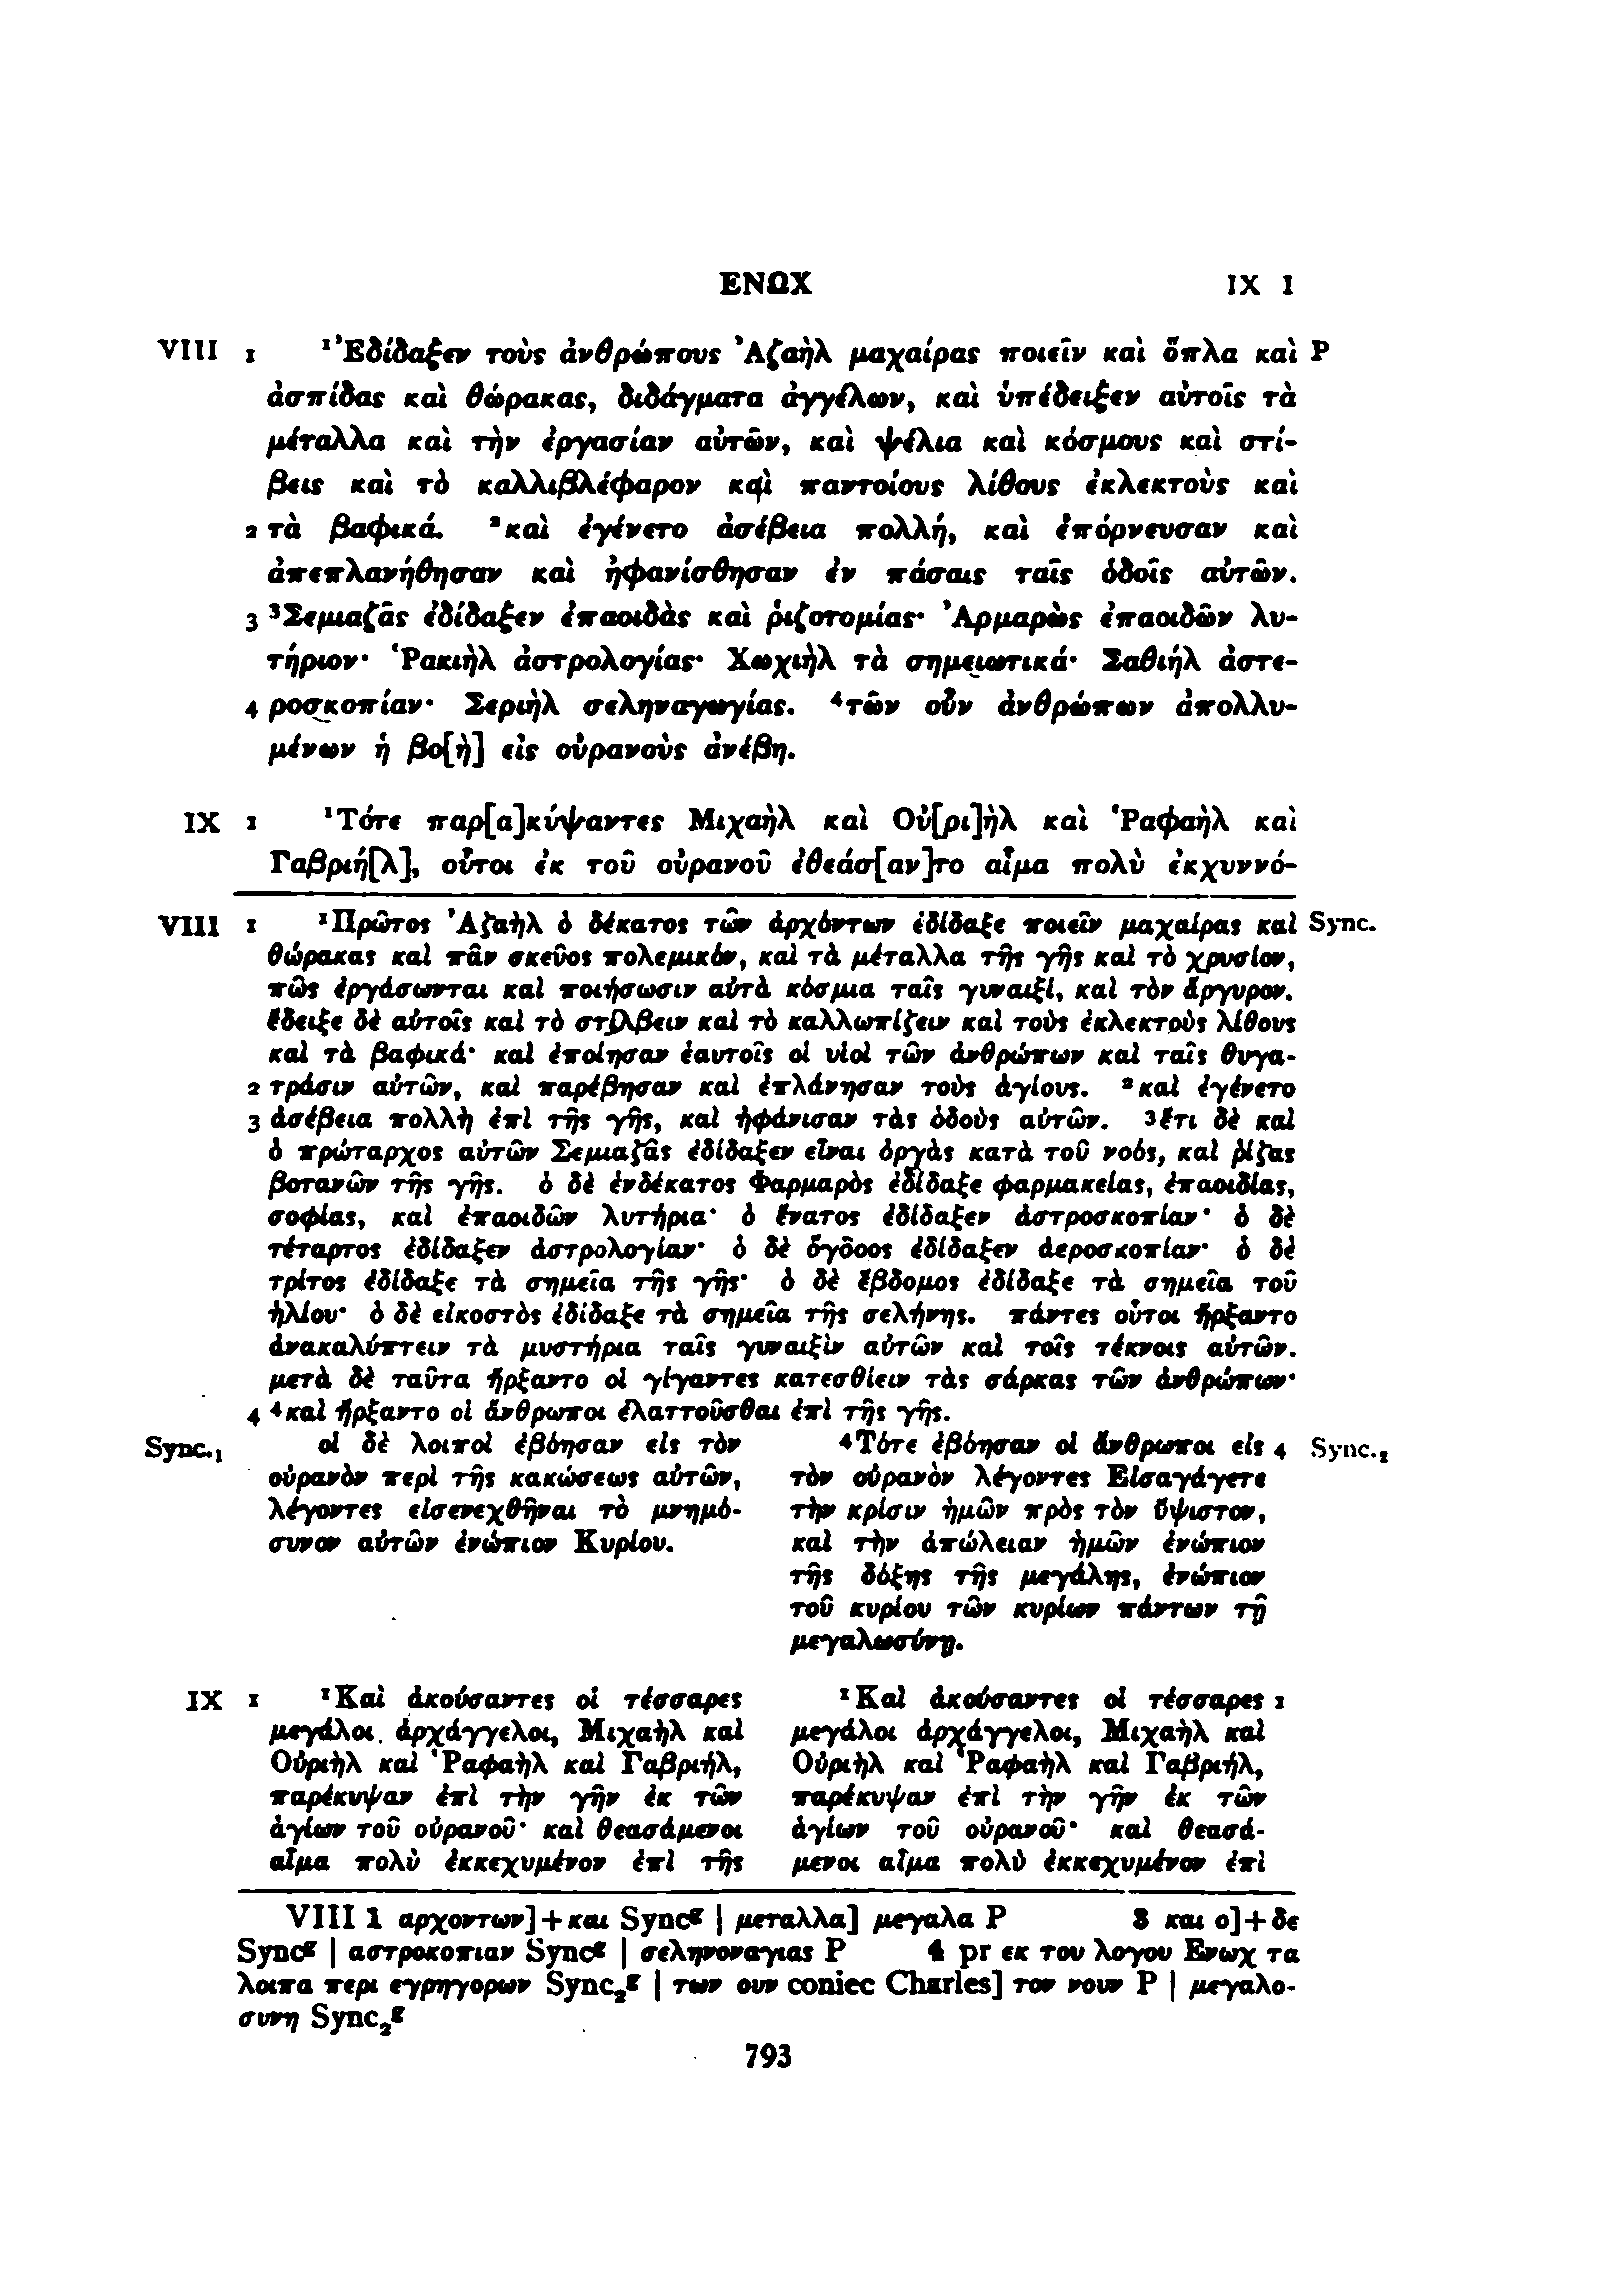 ΕΝΩΧ IX 1
VIII 1 ¹Ἐδίδαξεν τοὺς ἀνθρώπους Ἀζαὴλ μαχαίρας ποιεῖν καὶ ὅπλα καὶ P
ἀσπίδας καὶ θώρακας, διδάγματα ἀγγέλων, καὶ ὑπέδειξεν αὐτοῖς τὰ
μέταλλα καὶ τὴν ἐργασίαν αὐτῶν, καὶ ψέλια καὶ κόσμους καὶ στί-
βεις καὶ τὸ καλλιβλέφαρον καὶ παντοίους λίθους ἐκλεκτοὺς καὶ
2 τὰ βαφικά. ²καὶ ἐγένετο ἀσέβεια πολλή, καὶ ἐπόρνευσαν καὶ
ἀπεπλανήθησαν καὶ ἠφανίσθησαν ἐν πάσαις ταῖς ὁδοῖς αὐτῶν.
3 ³Σεμιαζᾶς ἐδίδαξεν ἐπαοιδὰς καὶ ῥιζοτομίας· Ἀρμαρὼς ἐπαοιδῶν λυ-
τήριον· Ῥακιὴλ ἀστρολογίας· Χωχιὴλ τὰ σημειωτικά· Σαθιὴλ ἀστε-
4 ροσκοπίαν· Σεριὴλ σεληναγωγίας. ⁴τῶν οὖν ἀνθρώπων ἀπολλυ-
μένων ἡ βο[ὴ] εἰς οὐρανοὺς ἀνέβη.
IX 1 ¹Τότε παρ[α]κύψαντες Μιχαὴλ καὶ Οὐ[ρι]ὴλ καὶ Ῥαφαὴλ καὶ
Γαβριή[λ], οὗτοι ἐκ τοῦ οὐρανοῦ ἐθεάσ[αν]το αἷμα πολὺ ἐκχυννό-
VIII 1 ¹Πρῶτος Ἀζαὴλ ὁ δέκατος τῶν ἀρχόντων ἐδίδαξε ποιεῖν μαχαίρας καὶ Sync.
θώρακας καὶ πᾶν σκεῦος πολεμικόν, καὶ τὰ μέταλλα τῆς γῆς καὶ τὸ χρυσίον,
πῶς ἐργάσωνται καὶ ποιήσωσιν αὐτὰ κόσμια ταῖς γυναιξί, καὶ τὸν ἄργυρον.
ἔδειξε δὲ αὐτοῖς καὶ τὸ στίλβειν καὶ τὸ καλλωπίζειν καὶ τοὺς ἐκλεκτοὺς λίθους
καὶ τὰ βαφικά· καὶ ἐποίησαν ἑαυτοῖς οἱ υἱοὶ τῶν ἀνθρώπων καὶ ταῖς θυγα-
2 τράσιν αὐτῶν, καὶ παρέβησαν καὶ ἐπλάνησαν τοὺς ἁγίους. ²καὶ ἐγένετο
3 ἀσέβεια πολλὴ ἐπὶ τῆς γῆς, καὶ ἠφάνισαν τὰς ὁδοὺς αὐτῶν. ³ἔτι δὲ καὶ
ὁ πρώταρχος αὐτῶν Σεμιαζᾶς ἐδίδαξεν εἶναι ὀργὰς κατὰ τοῦ νοός, καὶ ῥίζας
βοτανῶν τῆς γῆς. ὁ δὲ ἑνδέκατος Φαρμαρὸς ἐδίδαξε φαρμακείας, ἐπαοιδίας,
σοφίας, καὶ ἐπαοιδῶν λυτήρια· ὁ ἔνατος ἐδίδαξεν ἀστροσκοπίαν· ὁ δὲ
τέταρτος ἐδίδαξεν ἀστρολογίαν· ὁ δὲ ὄγδοος ἐδίδαξεν ἀεροσκοπίαν· ὁ δὲ
τρίτος ἐδίδαξε τὰ σημεῖα τῆς γῆς· ὁ δὲ ἕβδομος ἐδίδαξε τὰ σημεῖα τοῦ
ἡλίου· ὁ δὲ εἰκοστὸς ἐδίδαξε τὰ σημεῖα τῆς σελήνης. πάντες οὗτοι ἤρξαντο
ἀνακαλύπτειν τὰ μυστήρια ταῖς γυναιξὶν αὐτῶν καὶ τοῖς τέκνοις αὐτῶν.
μετὰ δὲ ταῦτα ἤρξαντο οἱ γίγαντες κατεσθίειν τὰς σάρκας τῶν ἀνθρώπων·
4 ⁴καὶ ἤρξαντο οἱ ἄνθρωποι ἐλαττοῦσθαι ἐπὶ τῆς γῆς.
Sync.₁ οἱ δὲ λοιποὶ ἐβόησαν εἰς τὸν
οὐρανὸν περὶ τῆς κακώσεως αὐτῶν,
λέγοντες εἰσενεχθῆναι τὸ μνημό-
συνον αὐτῶν ἐνώπιον Κυρίου.
⁴Τότε ἐβόησαν οἱ ἄνθρωποι εἰς 4 Sync.₂
τὸν οὐρανὸν λέγοντες Εἰσαγάγετε
τὴν κρίσιν ἡμῶν πρὸς τὸν ὕψιστον,
καὶ τὴν ἀπώλειαν ἡμῶν ἐνώπιον
τῆς δόξης τῆς μεγάλης, ἐνώπιον
τοῦ κυρίου τῶν κυρίων πάντων τῇ
μεγαλωσύνῃ.
IX 1 ¹Καὶ ἀκούσαντες οἱ τέσσαρες
μεγάλοι ἀρχάγγελοι, Μιχαὴλ καὶ
Οὐριὴλ καὶ Ῥαφαὴλ καὶ Γαβριήλ,
παρέκυψαν ἐπὶ τὴν γῆν ἐκ τῶν
ἁγίων τοῦ οὐρανοῦ· καὶ θεασάμενοι
αἷμα πολὺ ἐκκεχυμένον ἐπὶ τῆς
¹Καὶ ἀκούσαντες οἱ τέσσαρες 1
μεγάλοι ἀρχάγγελοι, Μιχαὴλ καὶ
Οὐριὴλ καὶ Ῥαφαὴλ καὶ Γαβριήλ,
παρέκυψαν ἐπὶ τὴν γῆν ἐκ τῶν
ἁγίων τοῦ οὐρανοῦ· καὶ θεασά-
μενοι αἷμα πολὺ ἐκκεχυμένον ἐπὶ
VIII 1 αρχοντων]+και Syncᵍ | μεταλλα] μεγαλα P 3 και ο]+δε
Syncᵍ | αστροκοπιαν Syncᵍ | σεληνοναγιας P 4 pr εκ του λογου Ενωχ τα
λοιπα περι εγρηγορων Sync₂ᵍ | των ουν coniec Charles] τον νουν P | μεγαλο-
συνη Sync₂ᵍ
793